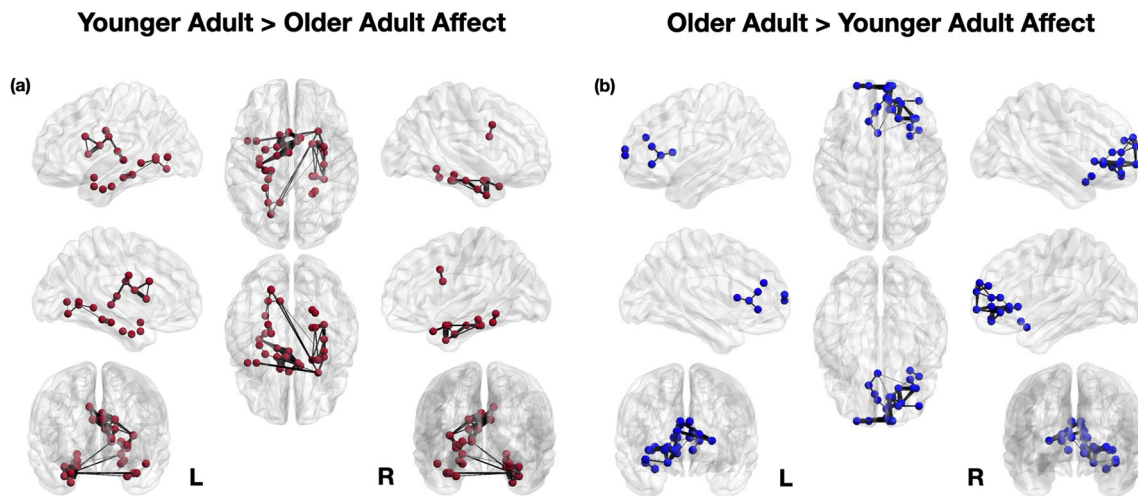 Younger Adult > Older Adult Affect
Older Adult > Younger Adult Affect
(a)
(b)
L
R
L
R